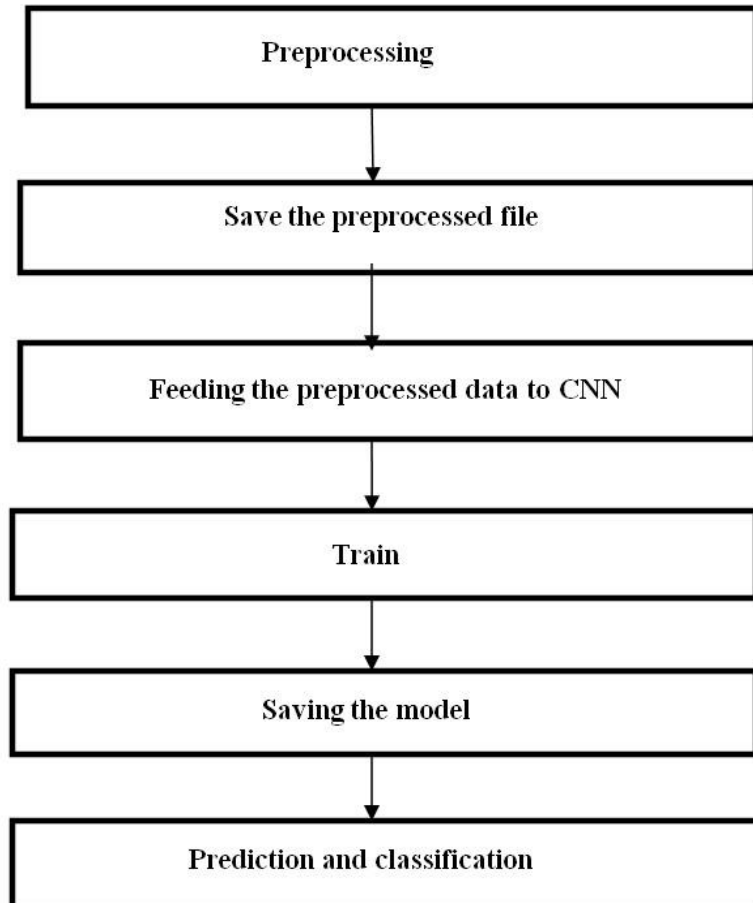 Preprocessing
Save the preprocessed file
Feeding the preprocessed data to CNN
Train
Saving the model
Prediction and classification